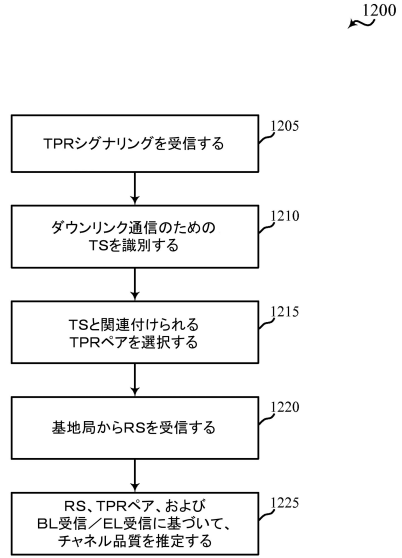 1200
TPRシグナリングを受信する
1205
ダウンリンク通信のための
TSを識別する
1210
TSと関連付けられる
TPRペアを選択する
1215
基地局からRSを受信する
1220
RS、TPRペア、および
BL受信／EL受信に基づいて、
チャネル品質を推定する
1225